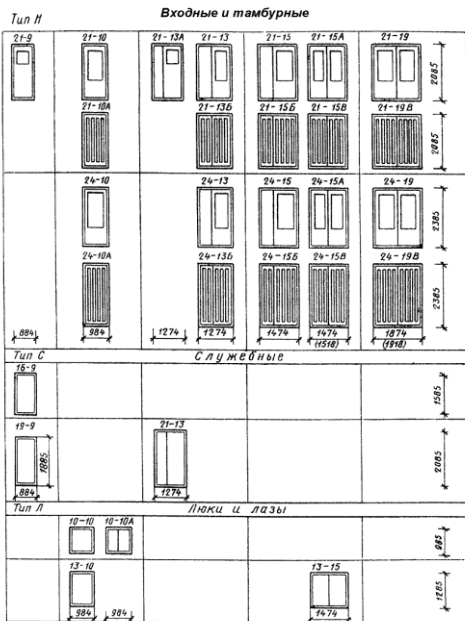 Тип Н
Входные и тамбурные
21-9 21-10 21-13А 21-13 21-15 21-15А 21-19
2085
21-10А 21-13Б 21-15Б 21-15В 21-19В
2085
24-10 24-13 24-15 24-15А 24-19
2385
24-10А 24-13Б 24-15Б 24-15В 24-19В
2385
884 984 1274 1274 1474 1474 1874
(1518) (1918)
Тип С Служебные
16-9
1585
19-9 21-13
1885 2085
884 1274
Тип Л Люки и лазы
10-10 10-10А
985
13-10 13-15
1285
984 984 1474